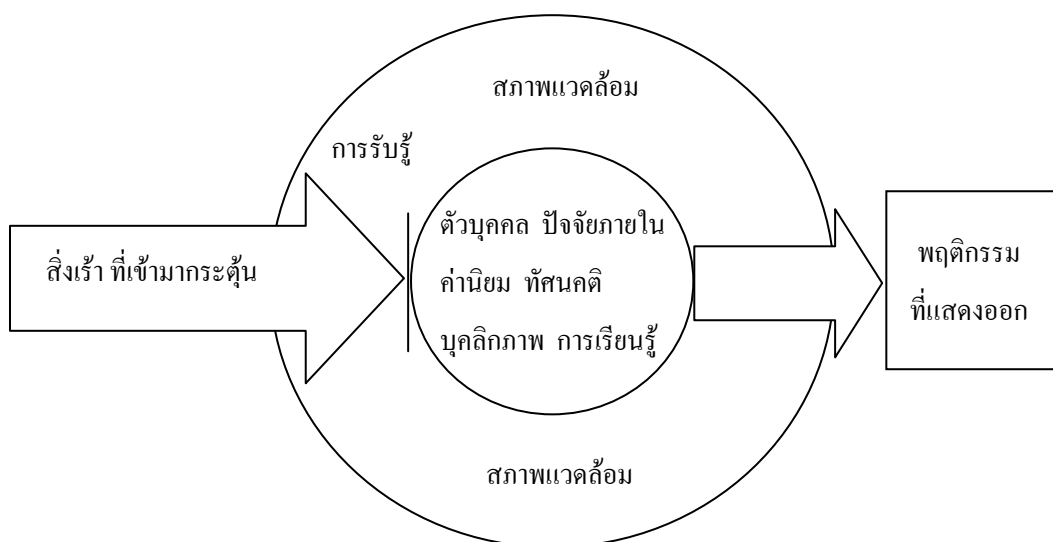 สภาพแวดล้อม
การรับรู้
สิ่งเร้า ที่เข้ามากระตุ้น
ตัวบุคคล ปัจจัยภายใน
ค่านิยม ทัศนคติ
บุคลิกภาพ การเรียนรู้
พฤติกรรม
ที่แสดงออก
สภาพแวดล้อม